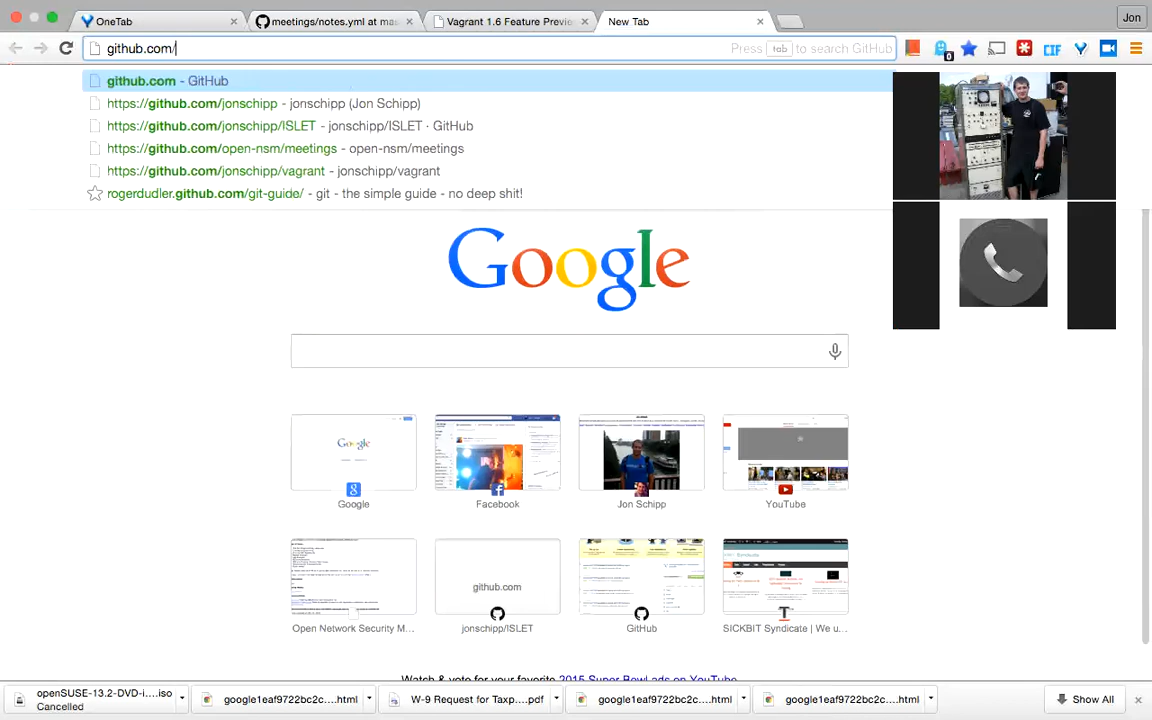 OneTab
meetings/notes.yml at mas
Vagrant 1.6 Feature Previe
New Tab
Jon
github.com/
Press tab to search GitHub
0
CIF
github.com - GitHub
https://github.com/jonschipp - jonschipp (Jon Schipp)
https://github.com/jonschipp/ISLET - jonschipp/ISLET · GitHub
https://github.com/open-nsm/meetings - open-nsm/meetings
https://github.com/jonschipp/vagrant - jonschipp/vagrant
rogerdudler.github.com/git-guide/ - git - the simple guide - no deep shit!
Google
Google
Facebook
Jon Schipp
YouTube
github.com
Open Network Security M...
jonschipp/ISLET
GitHub
SICKBIT Syndicate | We u...
Watch & vote for your favorite 2015 Super Bowl ads on YouTube
openSUSE-13.2-DVD-i....iso
Cancelled
google1eaf9722bc2c....html
W-9 Request for Taxp....pdf
google1eaf9722bc2c....html
google1eaf9722bc2c....html
Show All